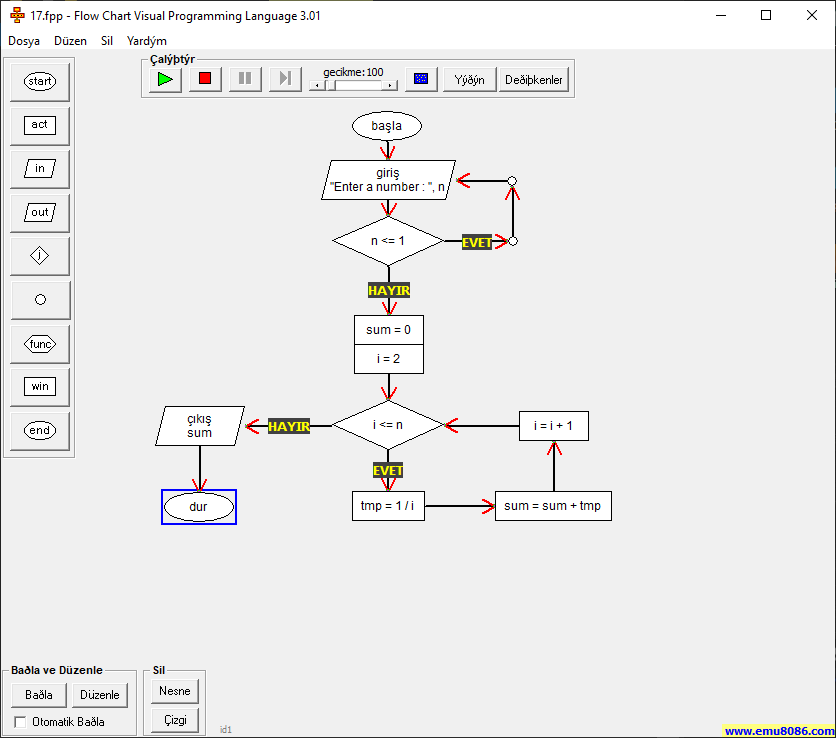 17.fpp - Flow Chart Visual Programming Language 3.01
Dosya Düzen Sil Yardým
Çalýþtýr
gecikme:100
Yýðýn
Deðiþkenler
start
act
in
out
i
func
win
end
başla
giriş
"Enter a number : ", n
n <= 1
EVET
HAYIR
sum = 0
i = 2
i <= n
HAYIR
çıkış
sum
dur
EVET
tmp = 1 / i
sum = sum + tmp
i = i + 1
Baðla ve Düzenle
Baðla
Düzenle
Otomatik Baðla
Sil
Nesne
Çizgi
id1
www.emu8086.com